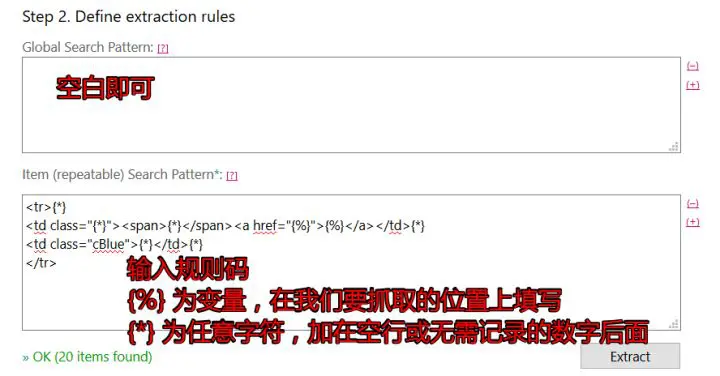 Step 2. Define extraction rules
Global Search Pattern: [?]
(−)
空白即可
(+)
Item (repeatable) Search Pattern*: [?]
<tr>{*}
(−)
<td class="{*}"><span>{*}</span><a href="{%}">{%}</a></td>{*}
(+)
<td class="cBlue">{*}</td>{*}
</tr>
输入规则码
{%} 为变量，在我们要抓取的位置上填写
{*} 为任意字符，加在空行或无需记录的数字后面
» OK (20 items found)
Extract